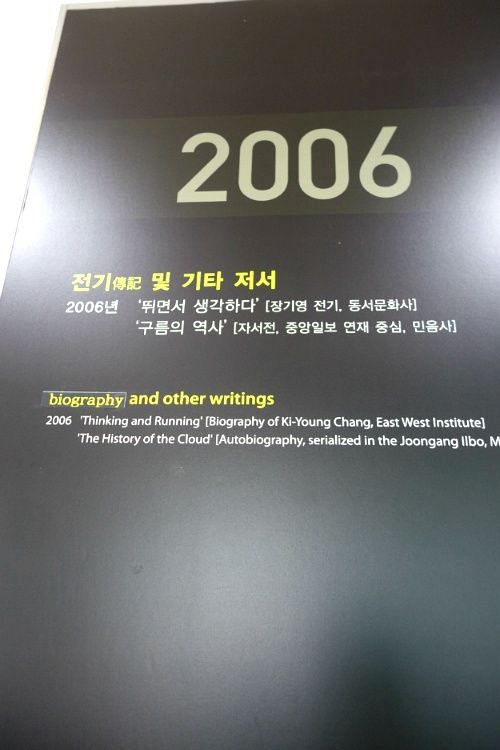 2006
전기傳記 및 기타 저서
2006년 '뛰면서 생각하다' [장기영 전기, 동서문화사]
'구름의 역사' [자서전, 중앙일보 연재 중심, 민음사]
biography and other writings
2006 'Thinking and Running' [Biography of Ki-Young Chang, East West Institute]
'The History of the Cloud' [Autobiography, serialized in the Joongang Ilbo, M